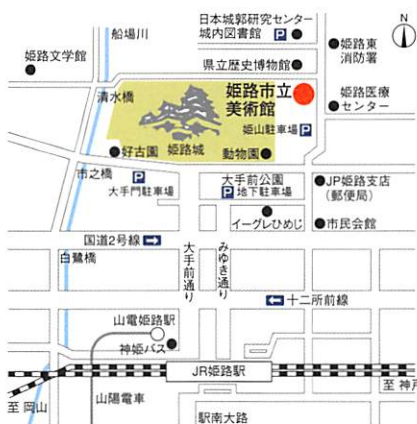 日本城郭研究センター
城内図書館 P
N
船場川
姫路文学館
姫路東
消防署
県立歴史博物館
清水橋
姫路市立
美術館
姫路医療
センター
姫山駐車場 P
好古園
姫路城
動物園
市之橋
大手門駐車場
P
大手前公園
P 地下駐車場
JP姫路支店
(郵便局)
イーグレひめじ
市民会館
国道2号線
白鷺橋
大手前通り
みゆき通り
十二所前線
山電姫路駅
神姫バス
JR姫路駅
至 岡山
山陽電車
至 神戸
駅南大路